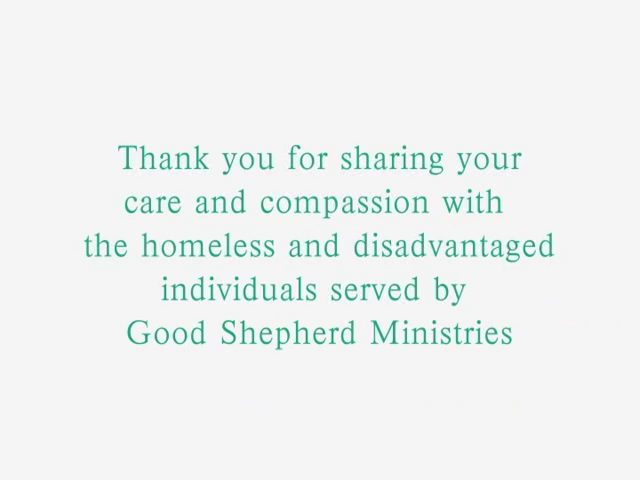 Thank you for sharing your
care and compassion with
the homeless and disadvantaged
individuals served by
Good Shepherd Ministries